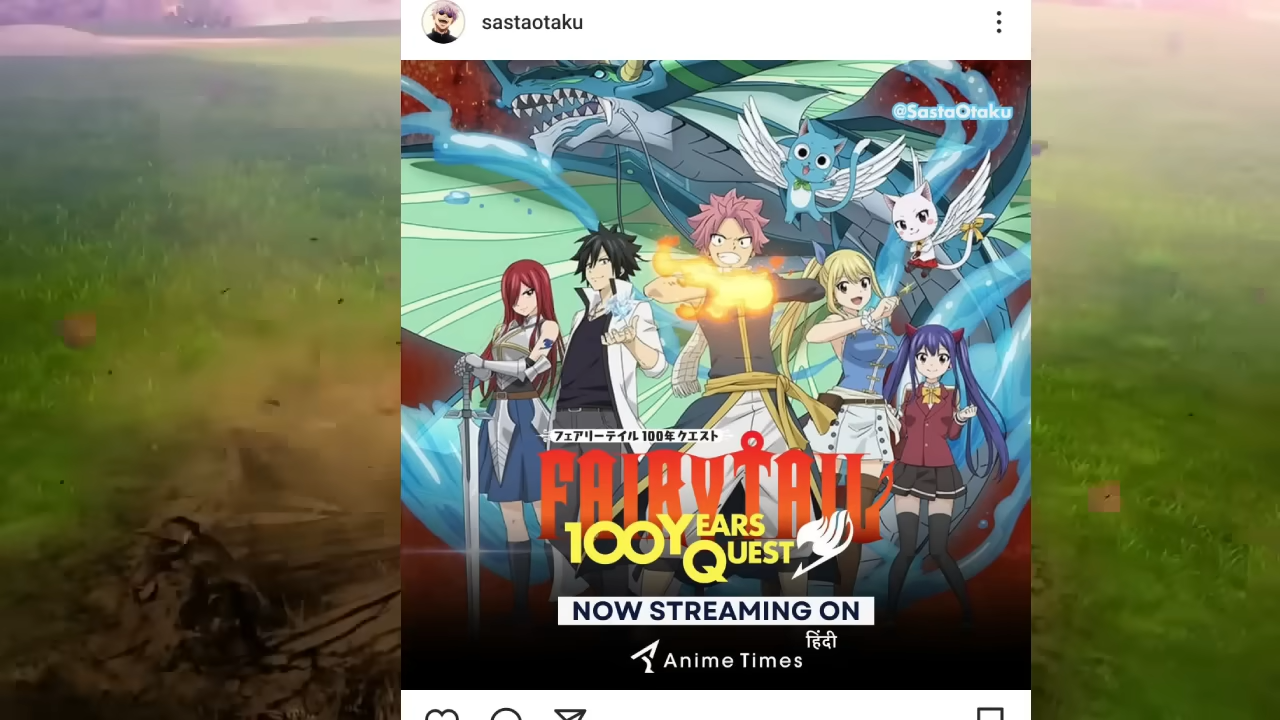 sastaotaku
@SastaOtaku
フェアリーテイル 100年クエスト
FAIRY TAIL
100 YEARS
QUEST
NOW STREAMING ON
हिंदी
Anime Times